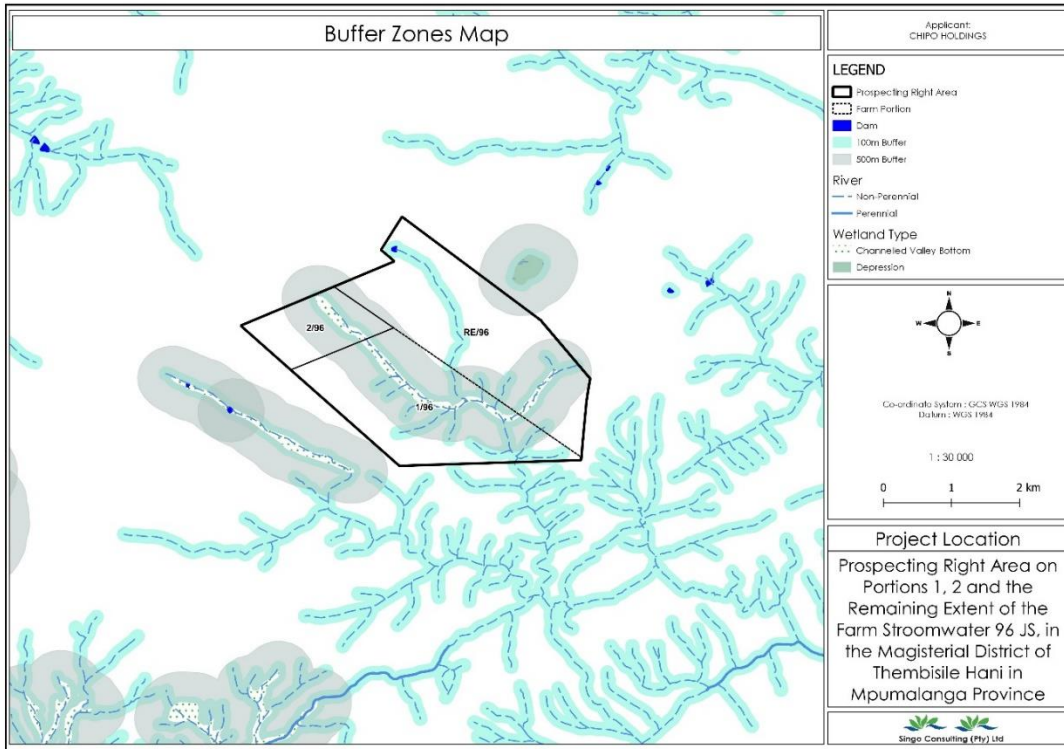 Buffer Zones Map
Applicant:
CHIPO HOLDINGS
LEGEND
Prospecting Right Area
Farm Portion
Dam
100m Buffer
500m Buffer
River
Non-Perennial
Perennial
Wetland Type
Channeled Valley Bottom
Depression
2/96
RE/96
1/96
N
W E
S
Co-ordinate System : GCS WGS 1984
Datum : WGS 1984
1 : 30 000
0 1 2 km
Project Location
Prospecting Right Area on
Portions 1, 2 and the
Remaining Extent of the
Farm Stroomwater 96 JS, in
the Magisterial District of
Thembisile Hani in
Mpumalanga Province
Singo Consulting (Pty) Ltd